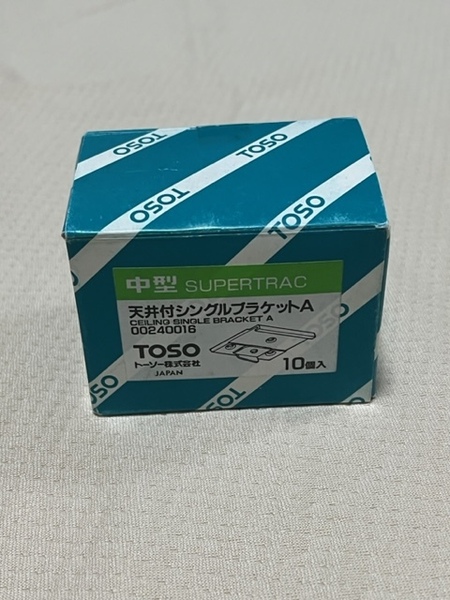 TOSO
TOSO
TOSO
TOSO
中型 SUPERTRAC
天井付シングルブラケットA
CEILING SINGLE BRACKET A
00240016
TOSO
トーソー株式会社
JAPAN
10個入
TOSO
TOSO